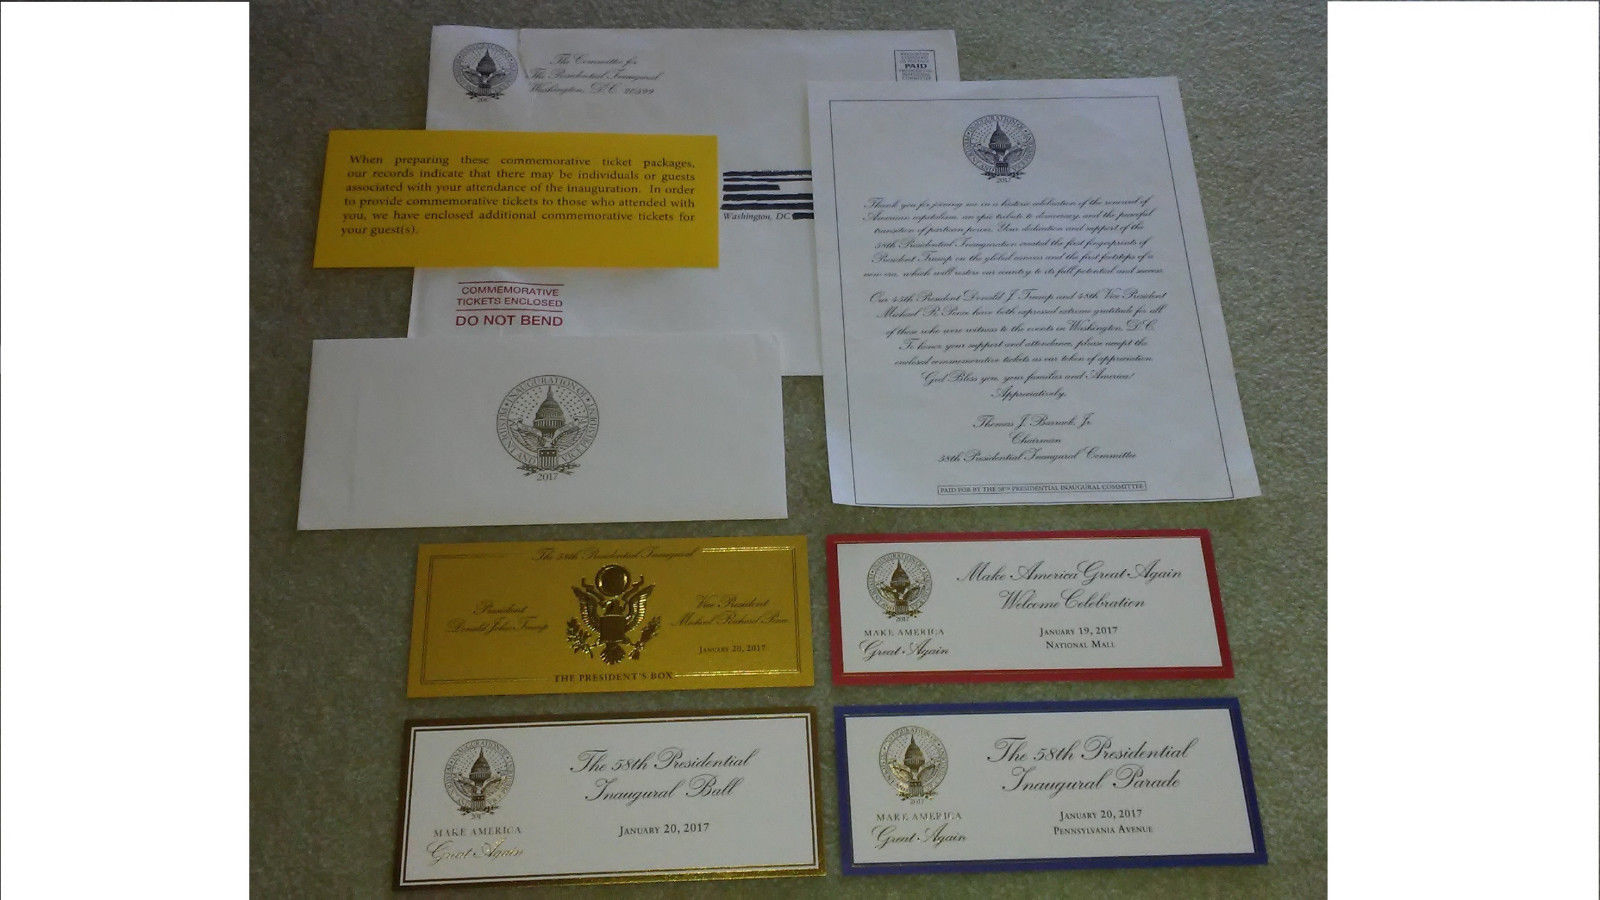 The Committee for
The Presidential Inaugural
Washington, D.C. 20599
2017
PAID
When preparing these commemorative ticket packages,
our records indicate that there may be individuals or guests
associated with your attendance of the inauguration. In order
to provide commemorative tickets to those who attended with
you, we have enclosed additional commemorative tickets for
your guest(s).
Washington, DC
COMMEMORATIVE
TICKETS ENCLOSED
DO NOT BEND
2017
Thank you for joining us in a historic celebration of the renewal of
American capitalism, an epic tribute to democracy, and the peaceful
transition of partisan power. Your dedication and support of the
58th Presidential Inauguration created the first fingerprints of
President Trump on the global canvas and the first footsteps of a
new era, which will restore our country to its full potential and success.
Our 45th President Donald J. Trump and 48th Vice President
Michael R. Pence have both expressed extreme gratitude for all
of those who were witness to the events in Washington, D.C.
To honor your support and attendance, please accept the
enclosed commemorative tickets as our token of appreciation.
God Bless you, your families and America!
Appreciatively,
Thomas J. Barrack, Jr.
Chairman
58th Presidential Inaugural Committee
PAID FOR BY THE 58TH PRESIDENTIAL INAUGURAL COMMITTEE
INAUGURATION OF
PRESIDENT AND VICE
2017
The 58th Presidential Inaugural
President
Donald John Trump
Vice President
Michael Richard Pence
January 20, 2017
THE PRESIDENT'S BOX
2017
MAKE AMERICA
Great Again
Make America Great Again
Welcome Celebration
January 19, 2017
National Mall
2017
MAKE AMERICA
Great Again
The 58th Presidential
Inaugural Ball
January 20, 2017
2017
MAKE AMERICA
Great Again
The 58th Presidential
Inaugural Parade
January 20, 2017
Pennsylvania Avenue